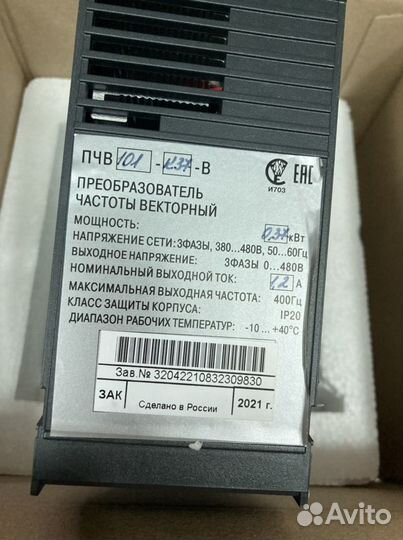 ПЧВ 101 - К37 - В
ЕАС
И703
ПРЕОБРАЗОВАТЕЛЬ
ЧАСТОТЫ ВЕКТОРНЫЙ
МОЩНОСТЬ: 0,37 кВт
НАПРЯЖЕНИЕ СЕТИ: 3ФАЗЫ, 380...480В, 50...60Гц
ВЫХОДНОЕ НАПРЯЖЕНИЕ: 3ФАЗЫ 0...480В
НОМИНАЛЬНЫЙ ВЫХОДНОЙ ТОК: 1,2 А
МАКСИМАЛЬНАЯ ВЫХОДНАЯ ЧАСТОТА: 400Гц
КЛАСС ЗАЩИТЫ КОРПУСА: IP20
ДИАПАЗОН РАБОЧИХ ТЕМПЕРАТУР: -10 ... +40°С
Зав.№ 32042210832309830
ЗАК Сделано в России 2021 г.
Avito